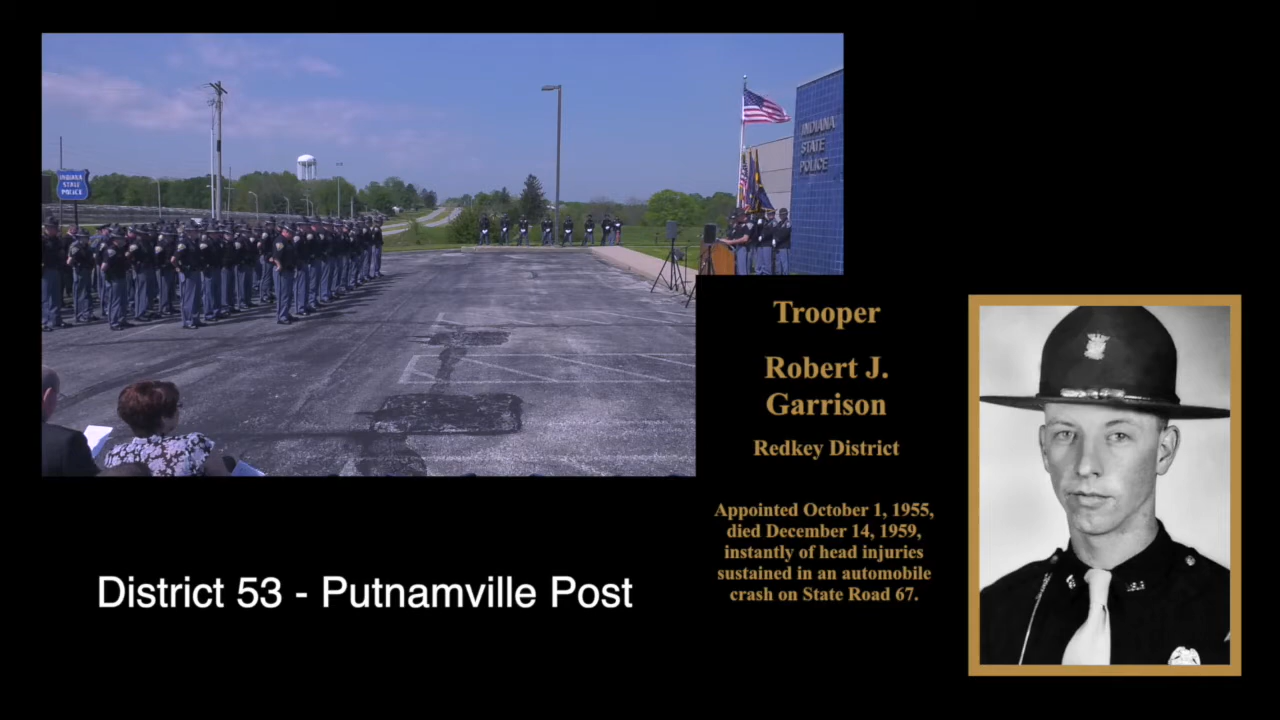 INDIANA
STATE
POLICE
INDIANA
STATE
POLICE
Trooper
Robert J.
Garrison
Redkey District
Appointed October 1, 1955,
died December 14, 1959,
instantly of head injuries
sustained in an automobile
crash on State Road 67.
District 53 - Putnamville Post